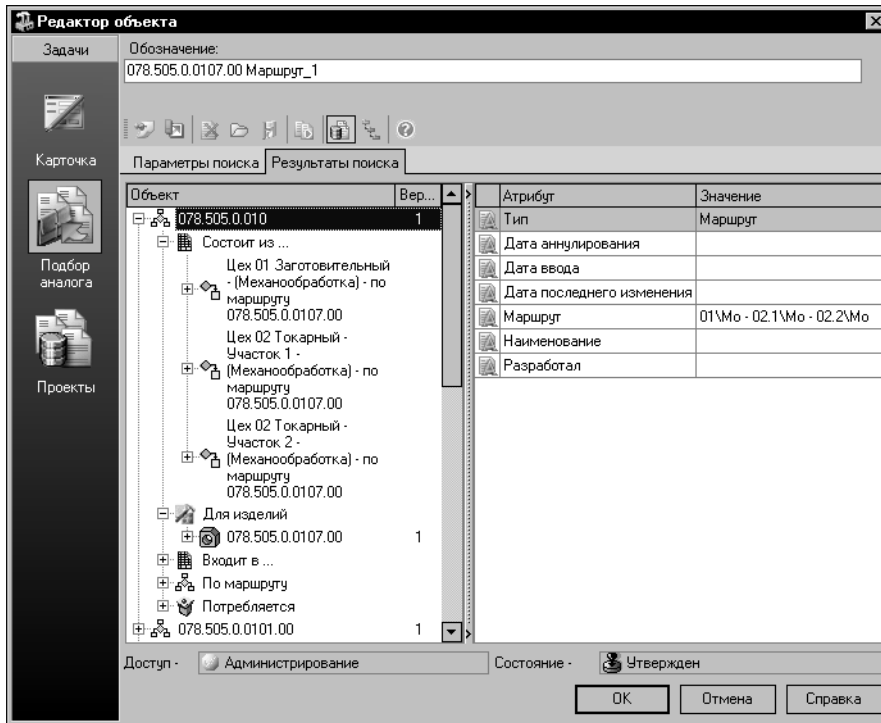 Редактор объекта
Задачи
Карточка
Подбор
аналога
Проекты
Обозначение:
078.505.0.0107.00 Маршрут_1
Параметры поиска
Результаты поиска
Объект
Вер...
078.505.0.010
1
Состоит из ...
Цех 01 Заготовительный
- (Механообработка) - по
маршруту
078.505.0.0107.00
Цех 02 Токарный -
Участок 1 -
(Механообработка) - по
маршруту
078.505.0.0107.00
Цех 02 Токарный -
Участок 2 -
(Механообработка) - по
маршруту
078.505.0.0107.00
Для изделий
078.505.0.0107.00
1
Входит в ...
По маршруту
Потребляется
078.505.0.0101.00
1
Атрибут
Значение
Тип
Маршрут
Дата аннулирования
Дата ввода
Дата последнего изменения
Маршрут
01\Мо - 02.1\Мо - 02.2\Мо
Наименование
Разработал
Доступ -
Администрирование
Состояние -
Утвержден
OK
Отмена
Справка